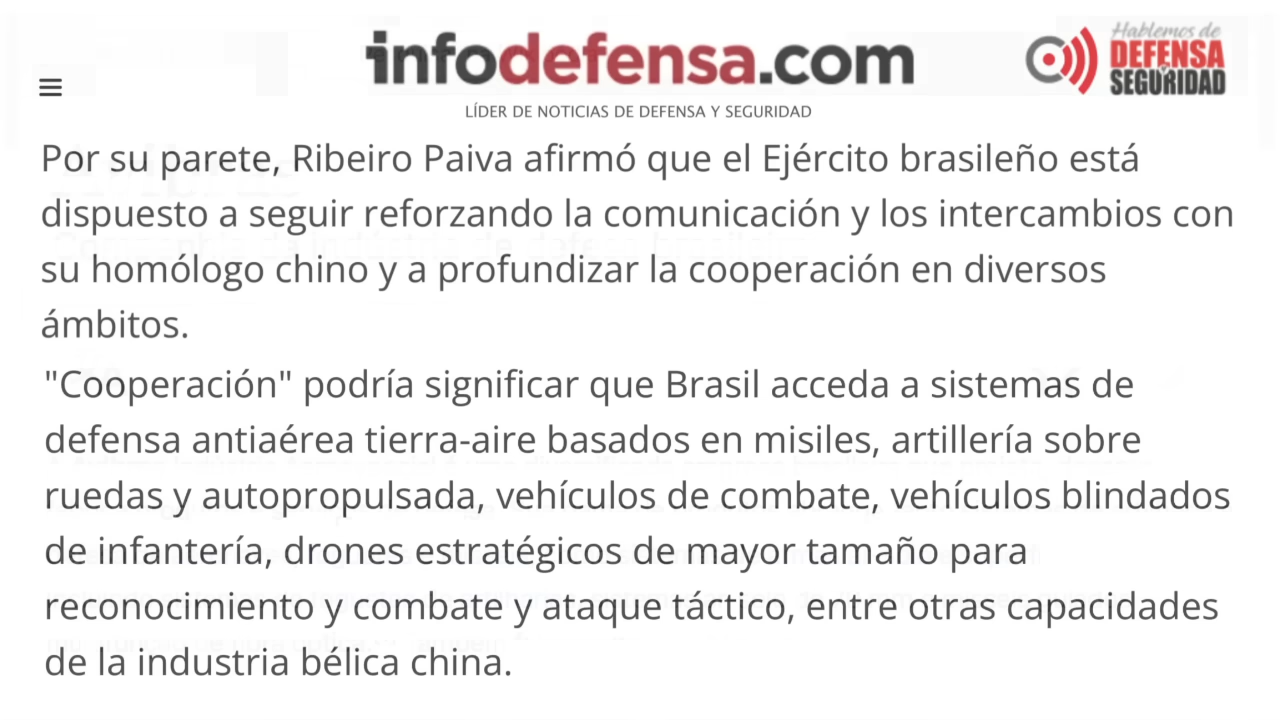 infodefensa.com
LÍDER DE NOTICIAS DE DEFENSA Y SEGURIDAD
Hablemos de
DEFENSA
Y
SEGURIDAD
Por su parete, Ribeiro Paiva afirmó que el Ejército brasileño está
dispuesto a seguir reforzando la comunicación y los intercambios con
su homólogo chino y a profundizar la cooperación en diversos
ámbitos.
"Cooperación" podría significar que Brasil acceda a sistemas de
defensa antiaérea tierra-aire basados en misiles, artillería sobre
ruedas y autopropulsada, vehículos de combate, vehículos blindados
de infantería, drones estratégicos de mayor tamaño para
reconocimiento y combate y ataque táctico, entre otras capacidades
de la industria bélica china.